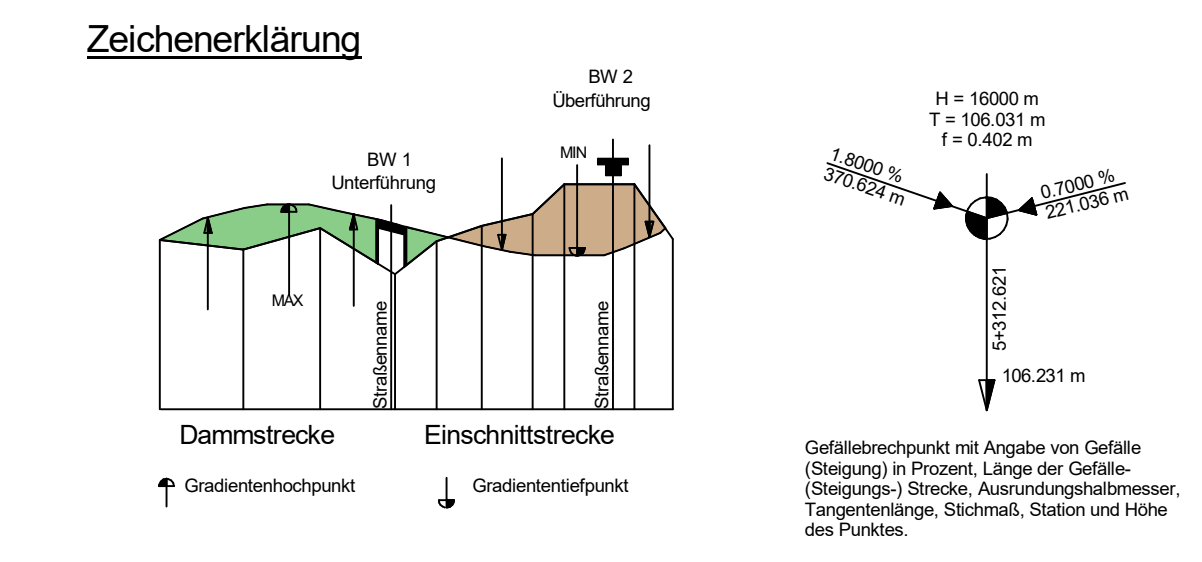 Zeichenerklärung
BW 2
Überführung
MIN
BW 1
Unterführung
MAX
Straßenname
Straßenname
Dammstrecke
Einschnittstrecke
Gradientenhochpunkt
Gradiententiefpunkt
H = 16000 m
T = 106.031 m
f = 0.402 m
1.8000 %
370.624 m
0.7000 %
221.036 m
5+312.621
106.231 m
Gefällebrechpunkt mit Angabe von Gefälle
(Steigung) in Prozent, Länge der Gefälle-
(Steigungs-) Strecke, Ausrundungshalbmesser,
Tangentenlänge, Stichmaß, Station und Höhe
des Punktes.